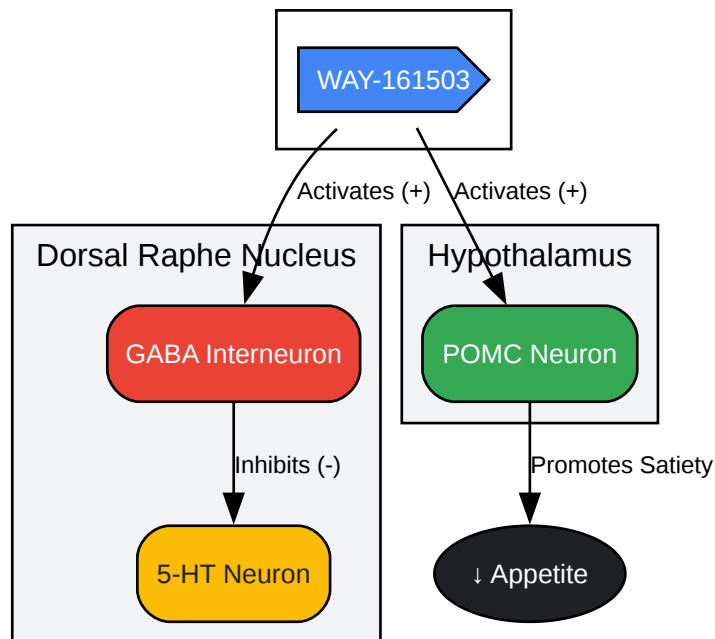 WAY-161503
Activates (+)
Activates (+)
Dorsal Raphe Nucleus
Hypothalamus
GABA Interneuron
POMC Neuron
Inhibits (-)
Promotes Satiety
5-HT Neuron
↓ Appetite